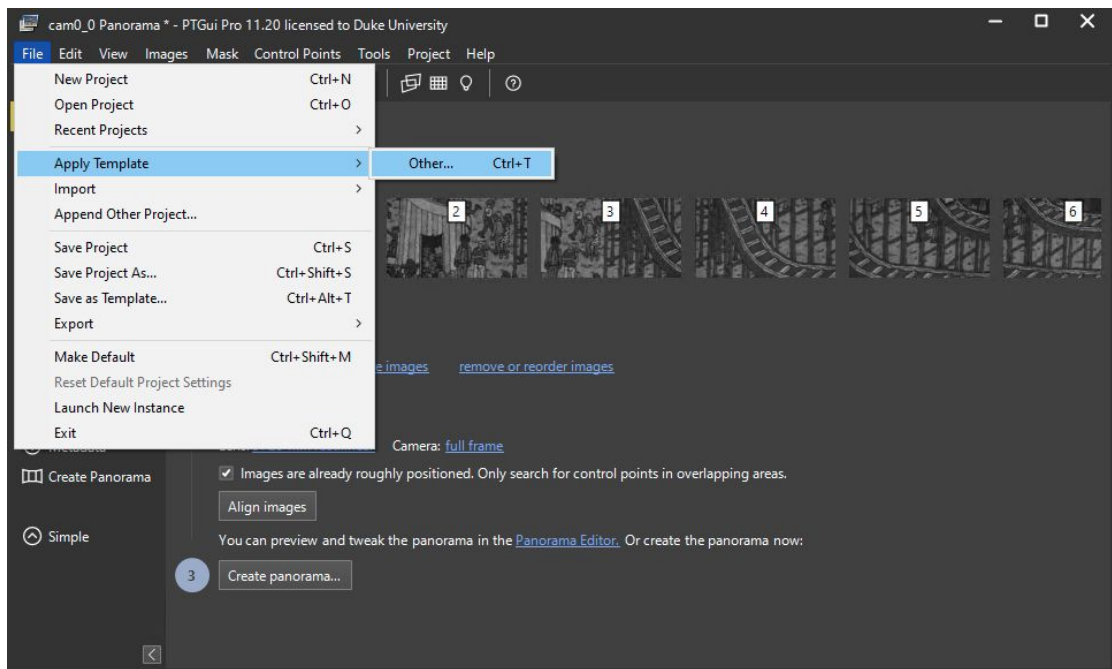 cam0_0 Panorama * - PTGui Pro 11.20 licensed to Duke University
File Edit View Images Mask Control Points Tools Project Help
New Project Ctrl+N
Open Project Ctrl+O
Recent Projects >
Apply Template >
Other... Ctrl+T
Import >
Append Other Project...
2 3 4 5 6
Save Project Ctrl+S
Save Project As... Ctrl+Shift+S
Save as Template... Ctrl+Alt+T
Export >
Make Default Ctrl+Shift+M
e images remove or reorder images
Reset Default Project Settings
Launch New Instance
Exit Ctrl+Q
Camera: full frame
Images are already roughly positioned. Only search for control points in overlapping areas.
Create Panorama
Align images
Simple
You can preview and tweak the panorama in the Panorama Editor. Or create the panorama now:
3 Create panorama...